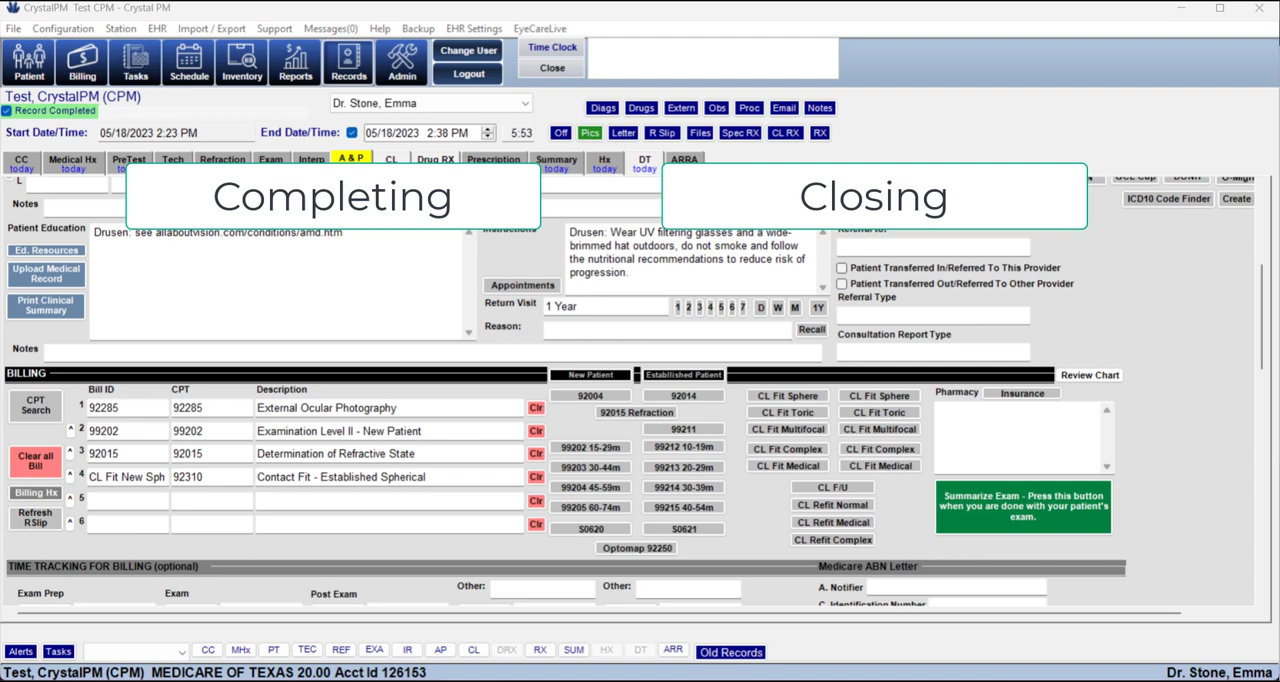 CrystalPM Test CPM - Crystal PM
File Configuration Station EHR Import / Export Support Messages(0) Help Backup EHR Settings EyeCareLive
Patient Billing Tasks Schedule Inventory Reports Records Admin
Change User
Logout
Time Clock
Close
Test, CrystalPM (CPM)
Record Completed
Dr. Stone, Emma
Diags Drugs Extern Obs Proc Email Notes
Start Date/Time: 05/18/2023 2:23 PM End Date/Time: 05/18/2023 2:38 PM 5:53
Off Pics Letter R Slip Files Spec RX CL RX RX
CC Medical Hx PreTest Tech Refraction Exam Interp A & P CL Drug RX Prescription Summary Hx DT ARRA
today today today today today
Completing
Closing
L
Notes
ICD10 Code Finder Create
Patient Education
Ed. Resources
Upload Medical Record
Print Clinical Summary
Drusen: see allaboutvision.com/conditions/amd.htm
Instructions
Drusen: Wear UV filtering glasses and a wide-
brimmed hat outdoors, do not smoke and follow
the nutritional recommendations to reduce risk of
progression.
Appointments
Return Visit 1 Year 1 2 3 4 5 6 7 D W M 1Y
Reason: Recall
Referral to:
Patient Transferred In/Referred To This Provider
Patient Transferred Out/Referred To Other Provider
Referral Type
Consultation Report Type
Notes
BILLING New Patient Establlished Patient Review Chart
Bill ID CPT Description
CPT Search
Clear all Bill
Billing Hx
Refresh RSlip
1 92285 92285 External Ocular Photography Clr
^ 2 99202 99202 Examination Level II - New Patient Clr
^ 3 92015 92015 Determination of Refractive State Clr
^ 4 CL Fit New Sph 92310 Contact Fit - Established Spherical Clr
^ 5 Clr
^ 6 Clr
92004 92014
92015 Refraction
99211
99202 15-29m 99212 10-19m
99203 30-44m 99213 20-29m
99204 45-59m 99214 30-39m
99205 60-74m 99215 40-54m
S0620 S0621
Optomap 92250
CL Fit Sphere CL Fit Sphere
CL Fit Toric CL Fit Toric
CL Fit Multifocal CL Fit Multifocal
CL Fit Complex CL Fit Complex
CL Fit Medical CL Fit Medical
CL F/U
CL Refit Normal
CL Refit Medical
CL Refit Complex
Pharmacy Insurance
Summarize Exam - Press this button
when you are done with your patient's
exam.
TIME TRACKING FOR BILLING (optional) Medicare ABN Letter
Exam Prep Exam Post Exam Other: Other: A. Notifier
C. Identification Number
Alerts Tasks CC MHx PT TEC REF EXA IR AP CL DRX RX SUM HX DT ARR Old Records
Test, CrystalPM (CPM) MEDICARE OF TEXAS 20.00 Acct Id 126153 Dr. Stone, Emma